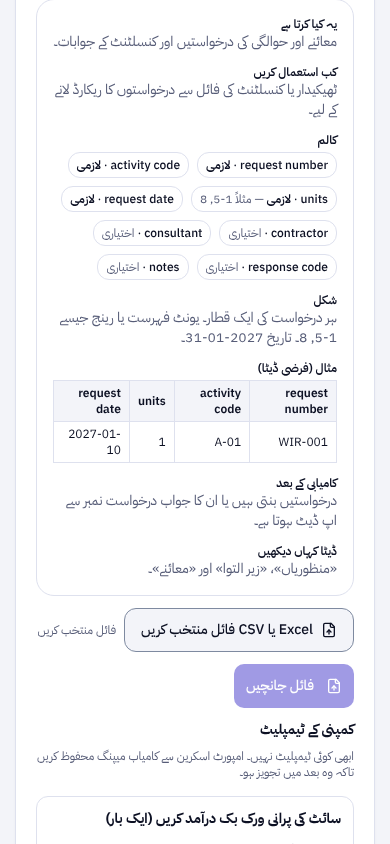 یہ کیا کرتا ہے
معائنے اور حوالگی کی درخواستیں اور کنسلٹنٹ کے جوابات۔
کب استعمال کریں
ٹھیکیدار یا کنسلٹنٹ کی فائل سے درخواستوں کا ریکارڈ لانے
کے لیے۔
کالم
request number · لازمی
activity code · لازمی
units · لازمی — مثلاً 1-5, 8
request date · لازمی
contractor · اختیاری
consultant · اختیاری
response code · اختیاری
notes · اختیاری
شکل
ہر درخواست کی ایک قطار۔ یونٹ فہرست یا رینج جیسے
1-5, 8۔ تاریخ 2027-01-31۔
مثال (فرضی ڈیٹا)
request number
activity code
units
request date
WIR-001
A-01
1
2027-01-10
کامیابی کے بعد
درخواستیں بنتی ہیں یا ان کا جواب درخواست نمبر سے
اپ ڈیٹ ہوتا ہے۔
ڈیٹا کہاں دیکھیں
«منظوریاں»، «زیر التوا» اور «معائنے»۔
Excel یا CSV فائل منتخب کریں
فائل منتخب کریں
فائل جانچیں
کمپنی کے ٹیمپلیٹ
ابھی کوئی ٹیمپلیٹ نہیں۔ امپورٹ اسکرین سے کامیاب میپنگ محفوظ کریں
تاکہ وہ بعد میں تجویز ہو۔
سائٹ کی پرانی ورک بک درآمد کریں (ایک بار)